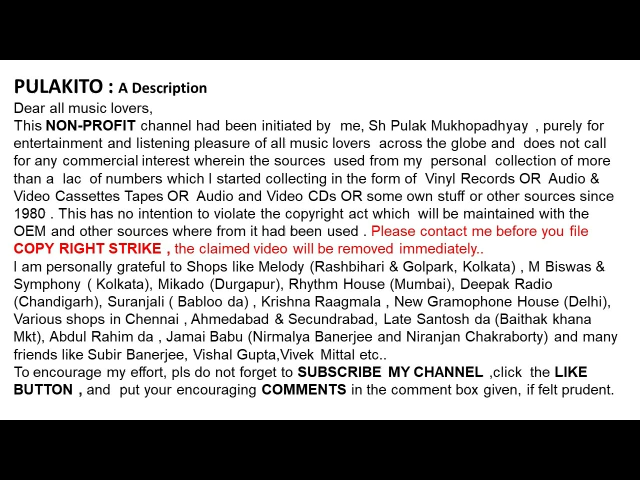 PULAKITO : A Description
Dear all music lovers,
This NON-PROFIT channel had been initiated by me, Sh Pulak Mukhopadhyay , purely for
entertainment and listening pleasure of all music lovers across the globe and does not call
for any commercial interest wherein the sources used from my personal collection of more
than a lac of numbers which I started collecting in the form of Vinyl Records OR Audio &
Video Cassettes Tapes OR Audio and Video CDs OR some own stuff or other sources since
1980 . This has no intention to violate the copyright act which will be maintained with the
OEM and other sources where from it had been used . Please contact me before you file
COPY RIGHT STRIKE , the claimed video will be removed immediately..
I am personally grateful to Shops like Melody (Rashbihari & Golpark, Kolkata) , M Biswas &
Symphony ( Kolkata), Mikado (Durgapur), Rhythm House (Mumbai), Deepak Radio
(Chandigarh), Suranjali ( Babloo da) , Krishna Raagmala , New Gramophone House (Delhi),
Various shops in Chennai , Ahmedabad & Secundrabad, Late Santosh da (Baithak khana
Mkt), Abdul Rahim da , Jamai Babu (Nirmalya Banerjee and Niranjan Chakraborty) and many
friends like Subir Banerjee, Vishal Gupta,Vivek Mittal etc..
To encourage my effort, pls do not forget to SUBSCRIBE MY CHANNEL ,click the LIKE
BUTTON , and put your encouraging COMMENTS in the comment box given, if felt prudent.